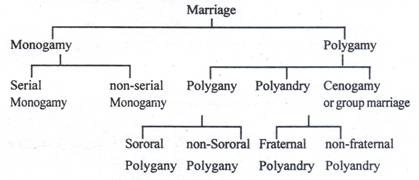 Marriage
Monogamy Polygamy
Serial non-serial Polygany Polyandry Cenogamy
Monogamy Monogamy or group marriage
Sororal non-Sororal Fraternal non-fraternal
Polygany Polygany Polyandry Polyandry